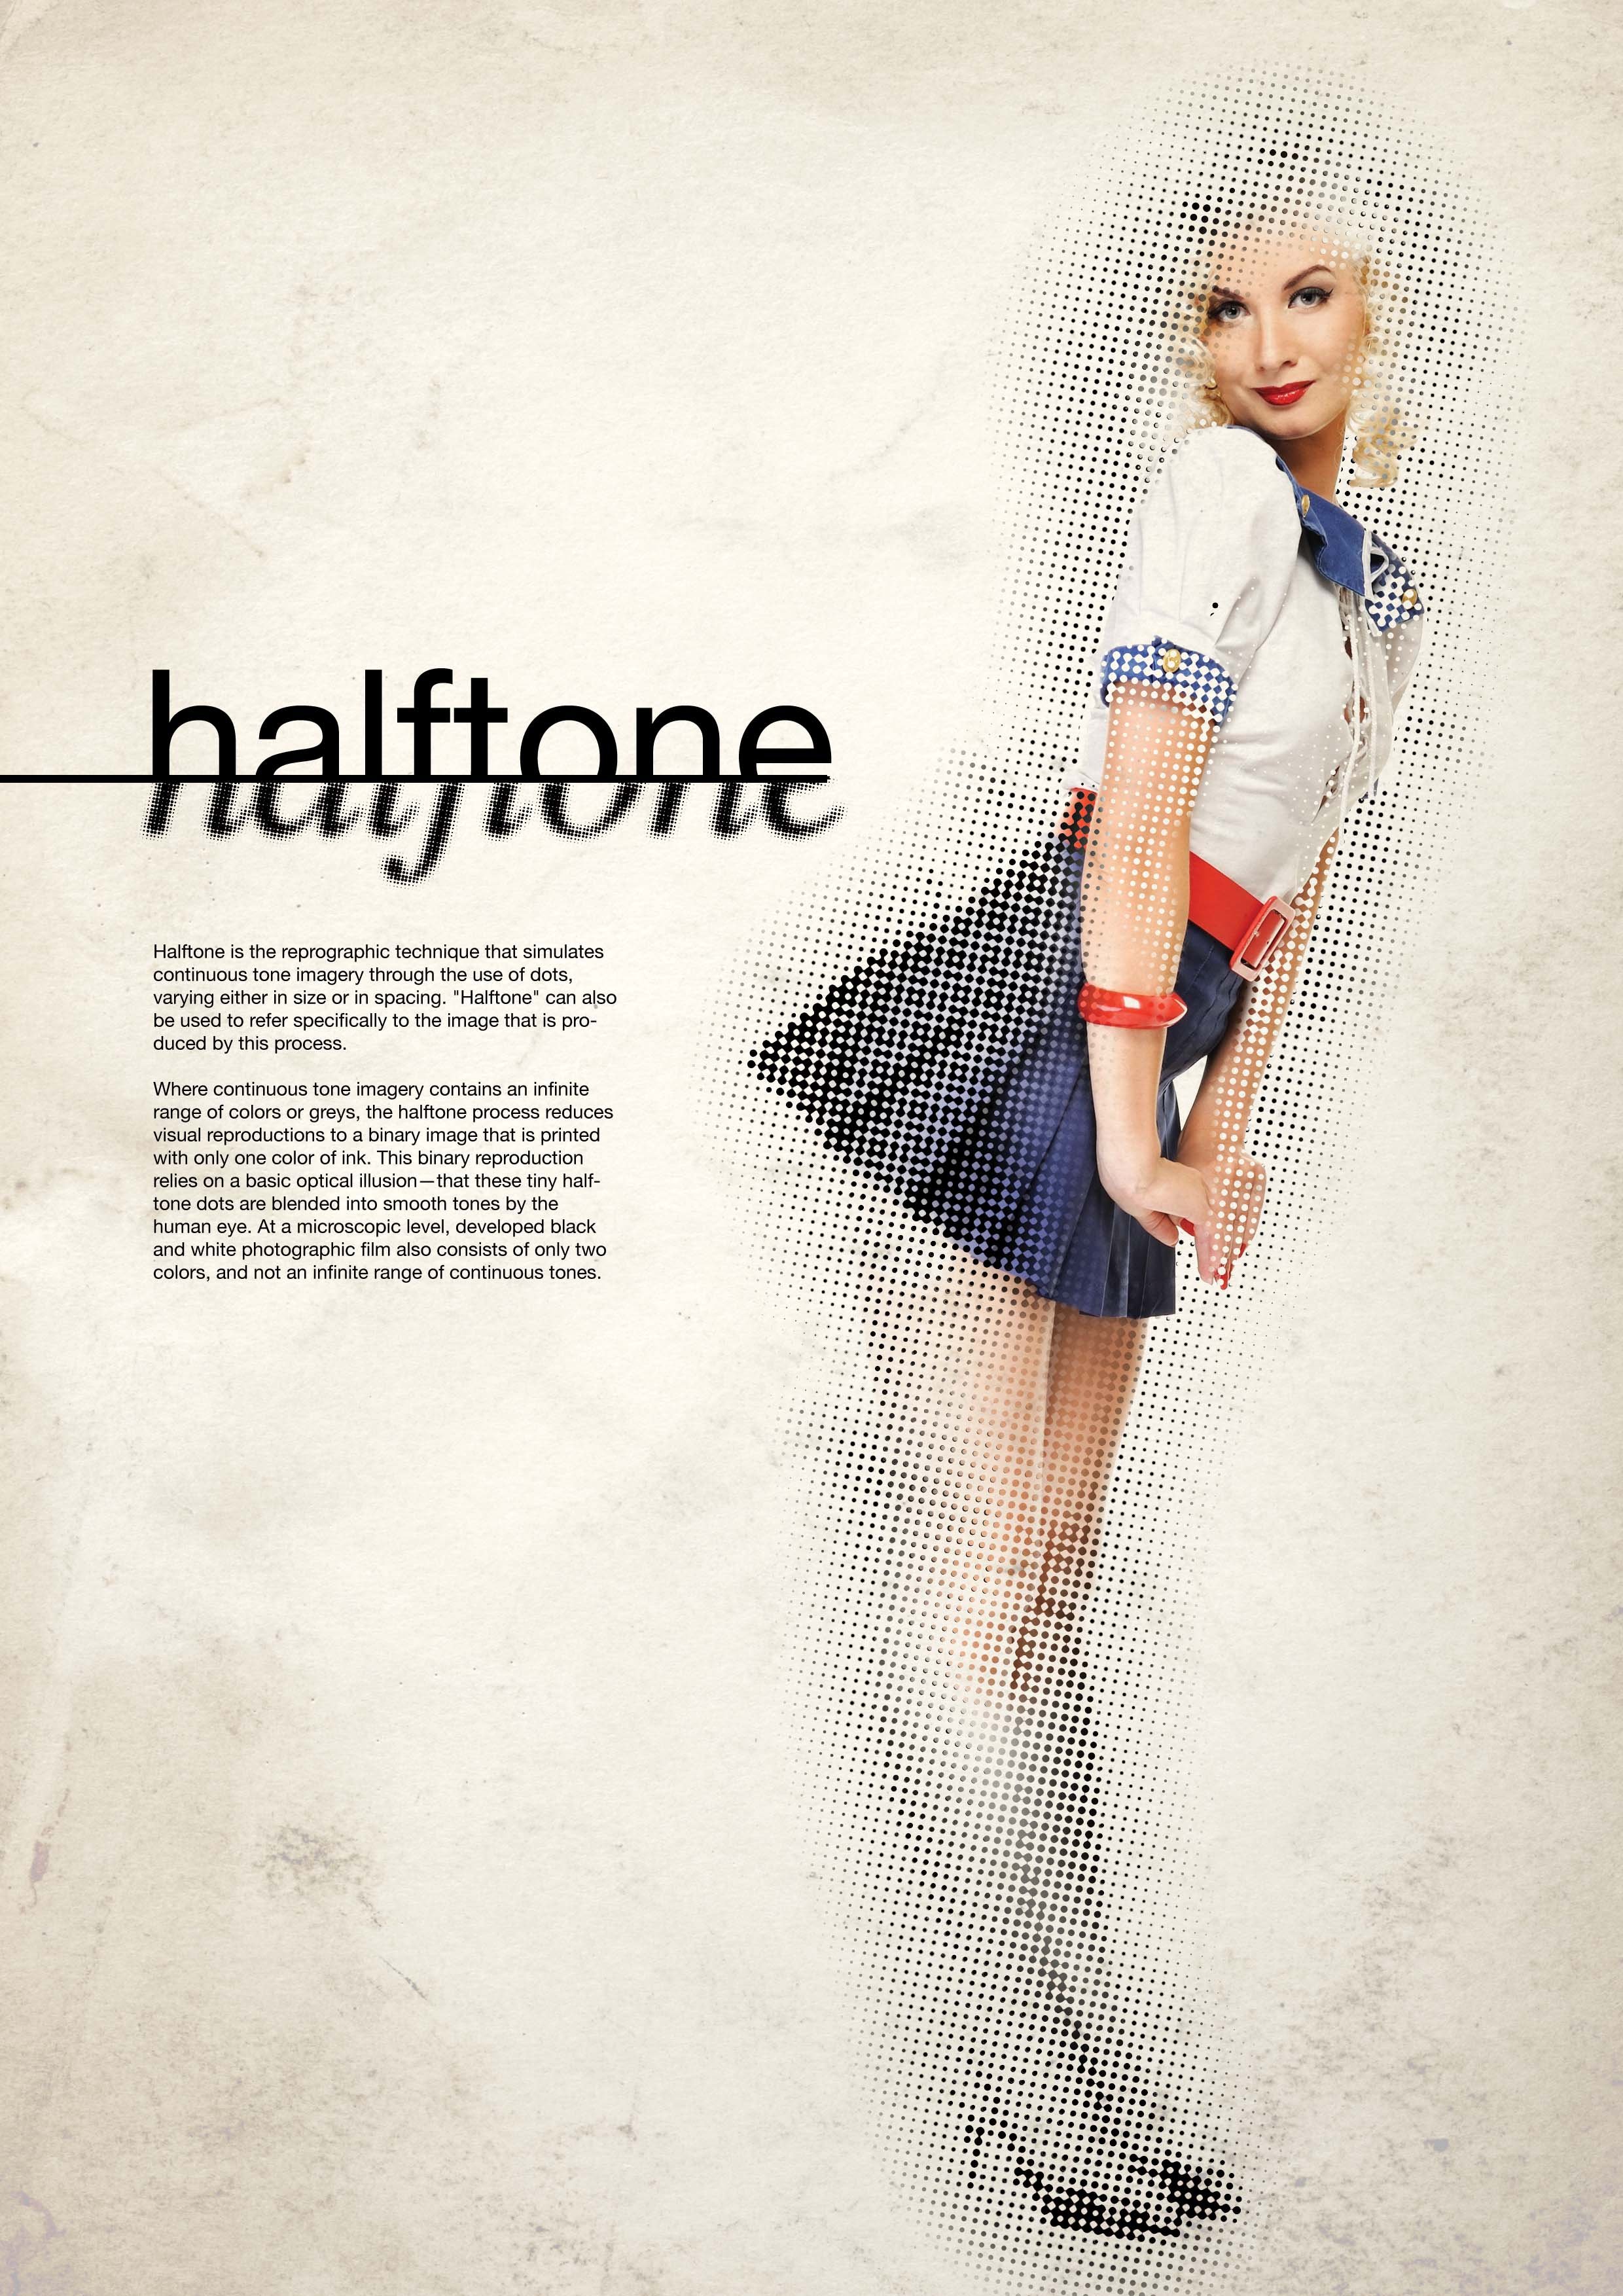 halftone
halftone
Halftone is the reprographic technique that simulates
continuous tone imagery through the use of dots,
varying either in size or in spacing. "Halftone" can also
be used to refer specifically to the image that is pro-
duced by this process.
Where continuous tone imagery contains an infinite
range of colors or greys, the halftone process reduces
visual reproductions to a binary image that is printed
with only one color of ink. This binary reproduction
relies on a basic optical illusion—that these tiny half-
tone dots are blended into smooth tones by the
human eye. At a microscopic level, developed black
and white photographic film also consists of only two
colors, and not an infinite range of continuous tones.